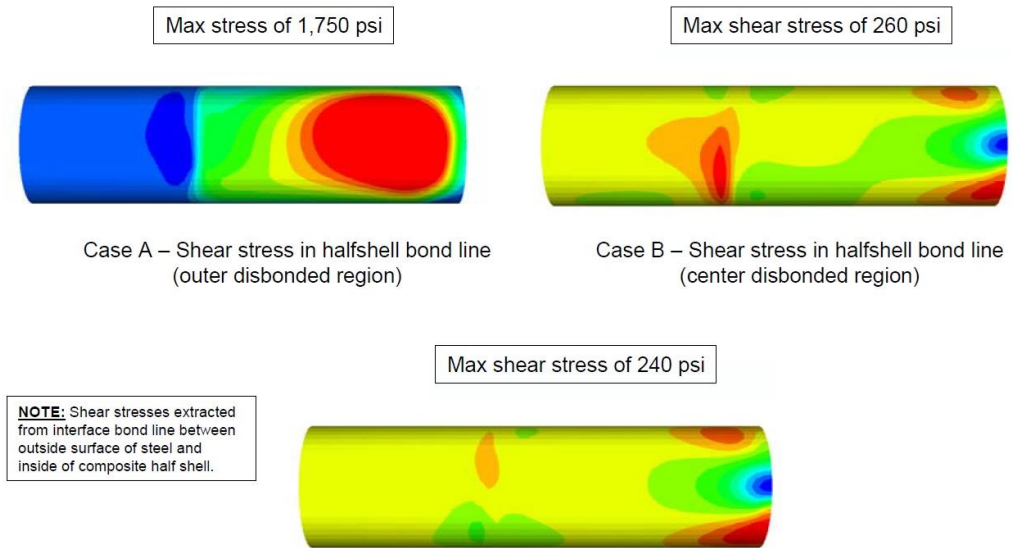 Max stress of 1,750 psi
Max shear stress of 260 psi
Case A – Shear stress in halfshell bond line
(outer disbonded region)
Case B – Shear stress in halfshell bond line
(center disbonded region)
Max shear stress of 240 psi
NOTE: Shear stresses extracted
from interface bond line between
outside surface of steel and
inside of composite half shell.